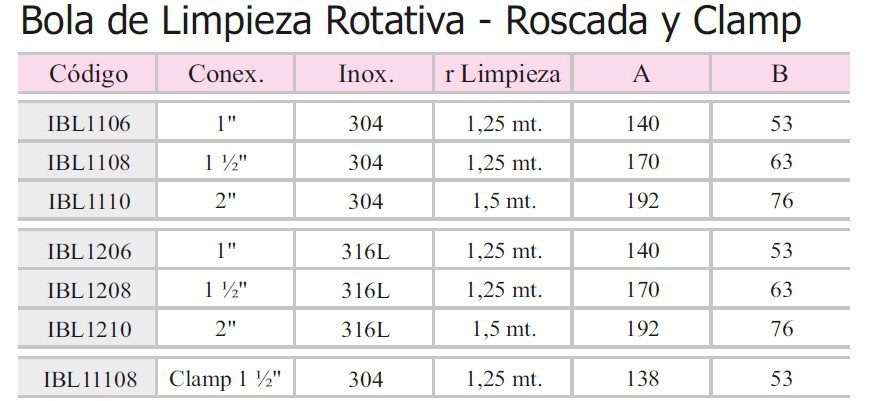 Bola de Limpieza Rotativa - Roscada y Clamp
Código Conex. Inox. r Limpieza A B
IBL1106 1" 304 1,25 mt. 140 53
IBL1108 1 ½" 304 1,25 mt. 170 63
IBL1110 2" 304 1,5 mt. 192 76
IBL1206 1" 316L 1,25 mt. 140 53
IBL1208 1 ½" 316L 1,25 mt. 170 63
IBL1210 2" 316L 1,5 mt. 192 76
IBL11108 Clamp 1 ½" 304 1,25 mt. 138 53